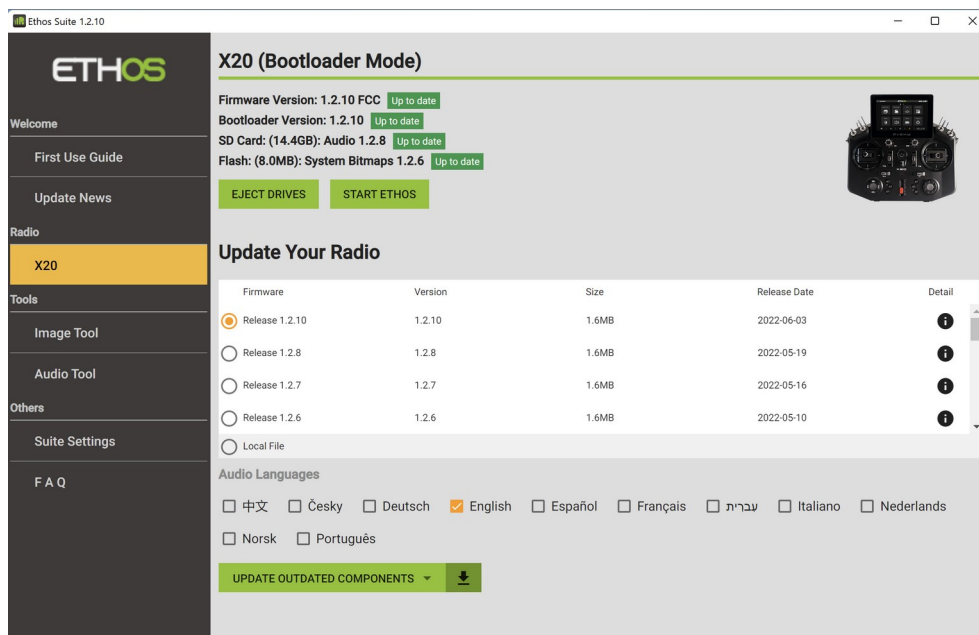 Ethos Suite 1.2.10
ETHOS
Welcome
First Use Guide
Update News
Radio
X20
Tools
Image Tool
Audio Tool
Others
Suite Settings
F A Q
X20 (Bootloader Mode)
Firmware Version: 1.2.10 FCC Up to date
Bootloader Version: 1.2.10 Up to date
SD Card: (14.4GB): Audio 1.2.8 Up to date
Flash: (8.0MB): System Bitmaps 1.2.6 Up to date
EJECT DRIVES START ETHOS
Update Your Radio
Firmware Version Size Release Date Detail
Release 1.2.10 1.2.10 1.6MB 2022-06-03
Release 1.2.8 1.2.8 1.6MB 2022-05-19
Release 1.2.7 1.2.7 1.6MB 2022-05-16
Release 1.2.6 1.2.6 1.6MB 2022-05-10
Local File
Audio Languages
中文 Česky Deutsch English Español Français עברית Italiano Nederlands
Norsk Português
UPDATE OUTDATED COMPONENTS